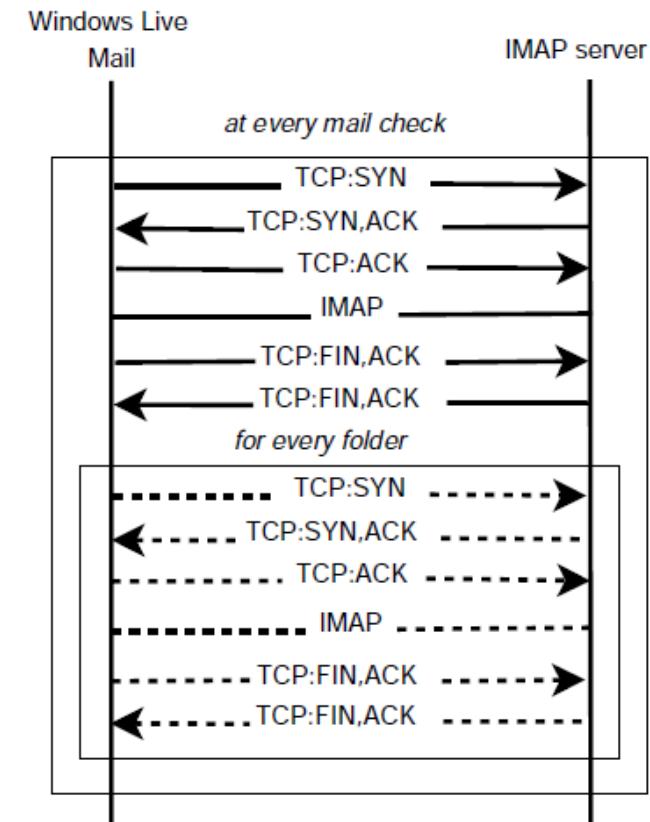 Windows Live
Mail
IMAP server
at every mail check
TCP:SYN
TCP:SYN,ACK
TCP:ACK
IMAP
TCP:FIN,ACK
TCP:FIN,ACK
for every folder
TCP:SYN
TCP:SYN,ACK
TCP:ACK
IMAP
TCP:FIN,ACK
TCP:FIN,ACK